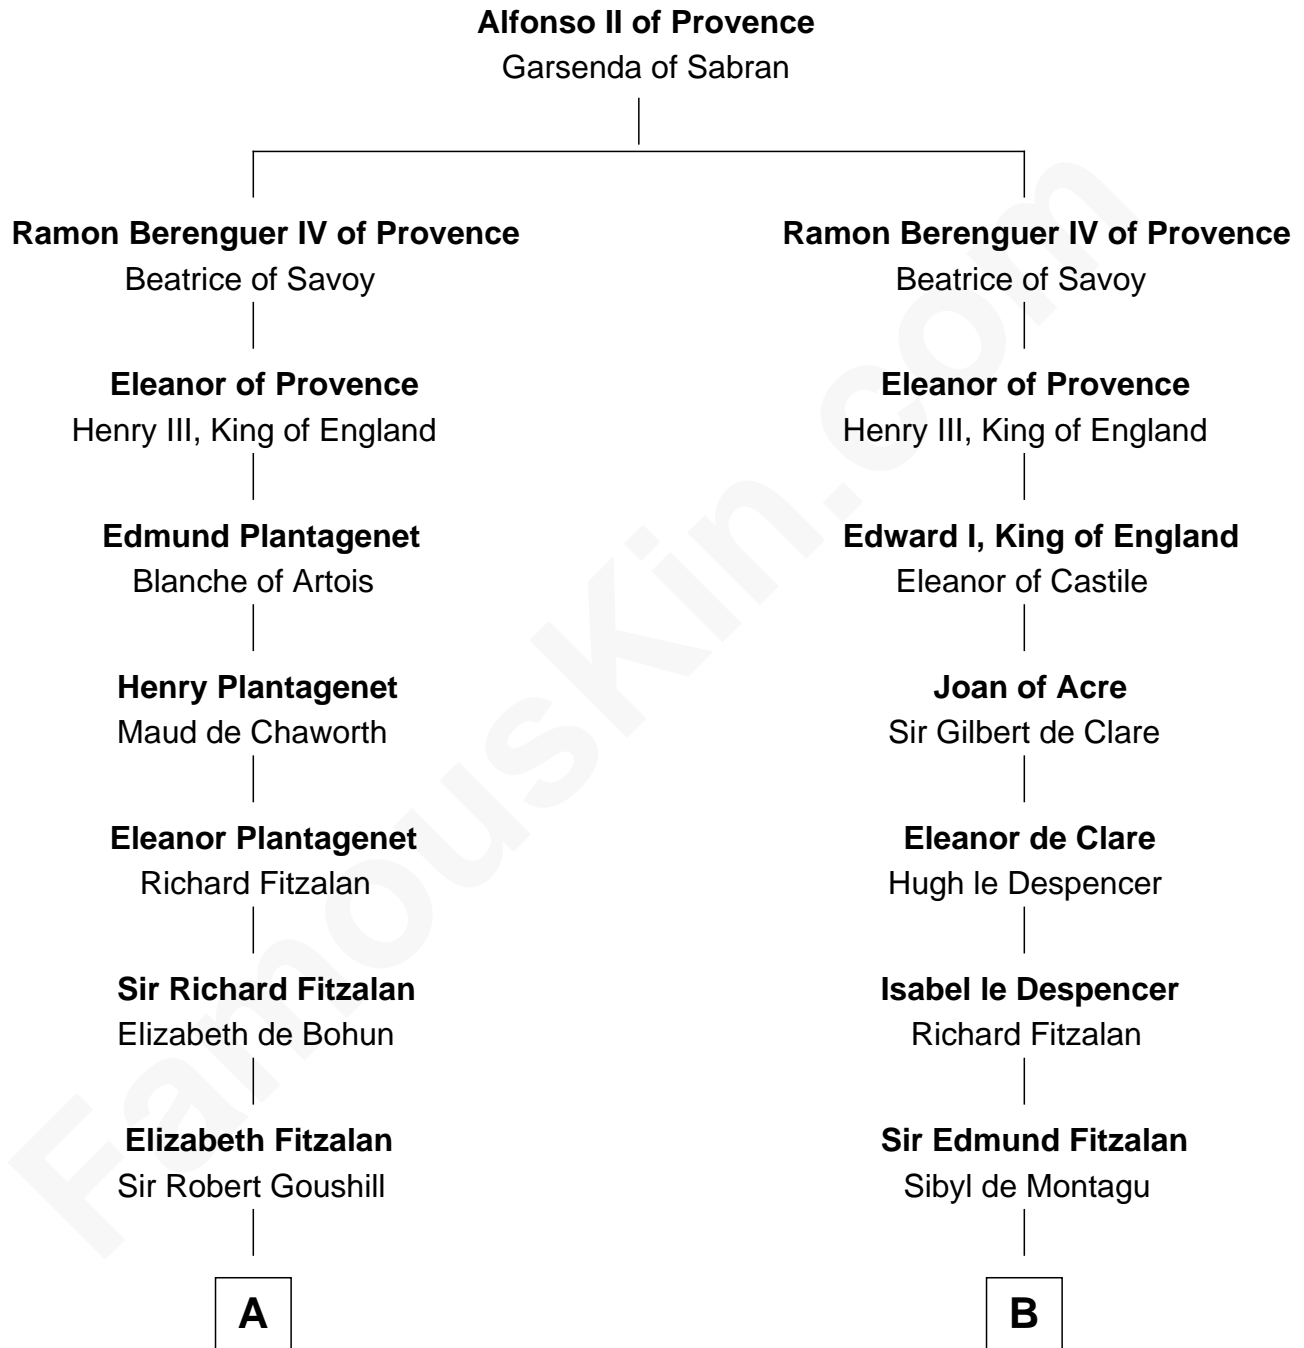 Alfonso II of Provence
Garsenda of Sabran
Ramon Berenguer IV of Provence
Beatrice of Savoy
Eleanor of Provence
Henry III, King of England
Edmund Plantagenet
Blanche of Artois
Henry Plantagenet
Maud de Chaworth
Eleanor Plantagenet
Richard Fitzalan
Sir Richard Fitzalan
Elizabeth de Bohun
Elizabeth Fitzalan
Sir Robert Goushill
A
Ramon Berenguer IV of Provence
Beatrice of Savoy
Eleanor of Provence
Henry III, King of England
Edward I, King of England
Eleanor of Castile
Joan of Acre
Sir Gilbert de Clare
Eleanor de Clare
Hugh le Despencer
Isabel le Despencer
Richard Fitzalan
Sir Edmund Fitzalan
Sibyl de Montagu
B
FamousKin.com